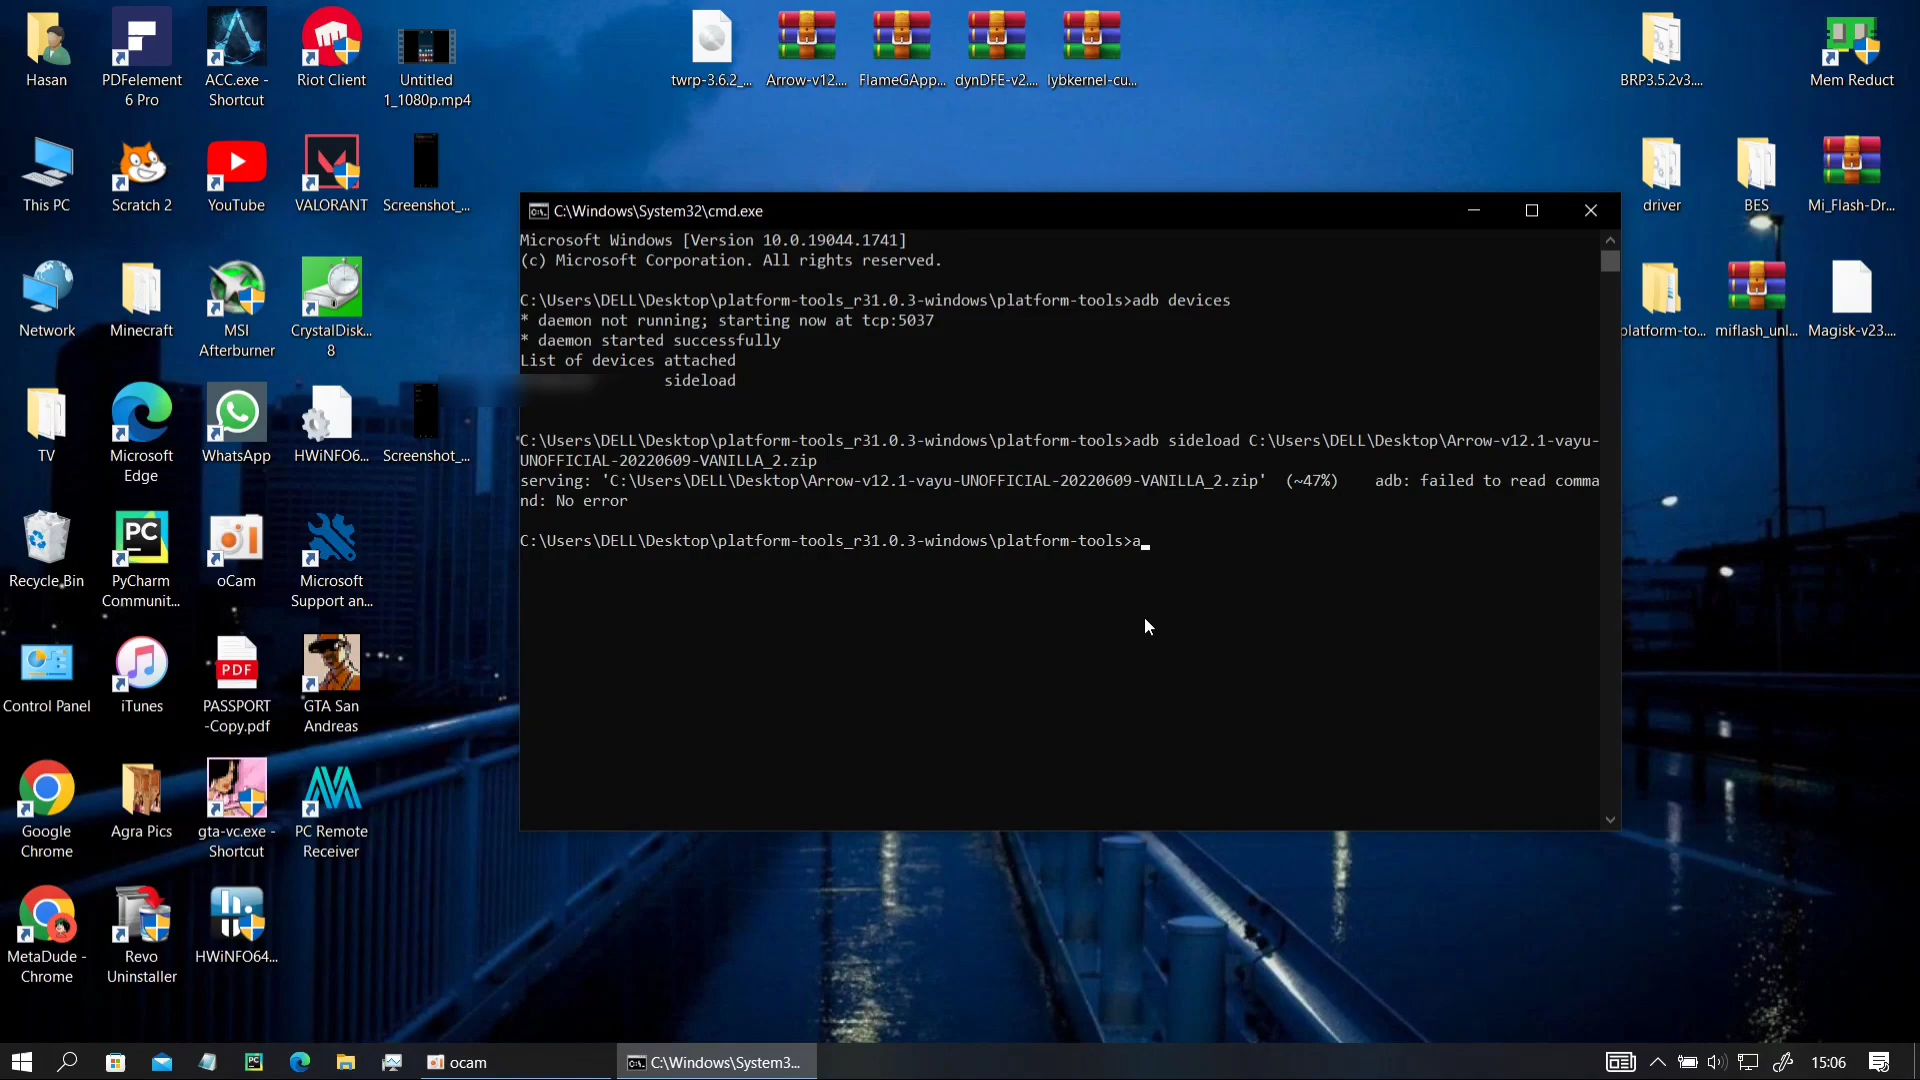 Hasan
PDFelement
6 Pro
ACC.exe -
Shortcut
Riot Client
Untitled
1_1080p.mp4
twrp-3.6.2_...
Arrow-v12....
FlameGApp...
dynDFE-v2....
lybkernel-cu...
BRP3.5.2v3....
Mem Reduct
This PC
Scratch 2
YouTube
VALORANT
Screenshot_...
driver
BES
Mi_Flash-Dr...
Network
Minecraft
MSI
Afterburner
CrystalDisk...
8
platform-to...
miflash_unl...
Magisk-v23....
TV
Microsoft
Edge
WhatsApp
HWiNFO6...
Screenshot_...
Recycle Bin
PC
PyCharm
Communit...
oCam
Microsoft
Support an...
Control Panel
iTunes
PDF
PASSPORT
-Copy.pdf
GTA San
Andreas
Google
Chrome
Agra Pics
gta-vc.exe -
Shortcut
PC Remote
Receiver
MetaDude -
Chrome
Revo
Uninstaller
HWiNFO64...
C:\Windows\System32\cmd.exe
Microsoft Windows [Version 10.0.19044.1741]
(c) Microsoft Corporation. All rights reserved.
C:\Users\DELL\Desktop\platform-tools_r31.0.3-windows\platform-tools>adb devices
* daemon not running; starting now at tcp:5037
* daemon started successfully
List of devices attached
sideload
C:\Users\DELL\Desktop\platform-tools_r31.0.3-windows\platform-tools>adb sideload C:\Users\DELL\Desktop\Arrow-v12.1-vayu-
UNOFFICIAL-20220609-VANILLA_2.zip
serving: 'C:\Users\DELL\Desktop\Arrow-v12.1-vayu-UNOFFICIAL-20220609-VANILLA_2.zip'  (~47%)    adb: failed to read comma
nd: No error
C:\Users\DELL\Desktop\platform-tools_r31.0.3-windows\platform-tools>a_
ocam
C:\Windows\System3...
15:06